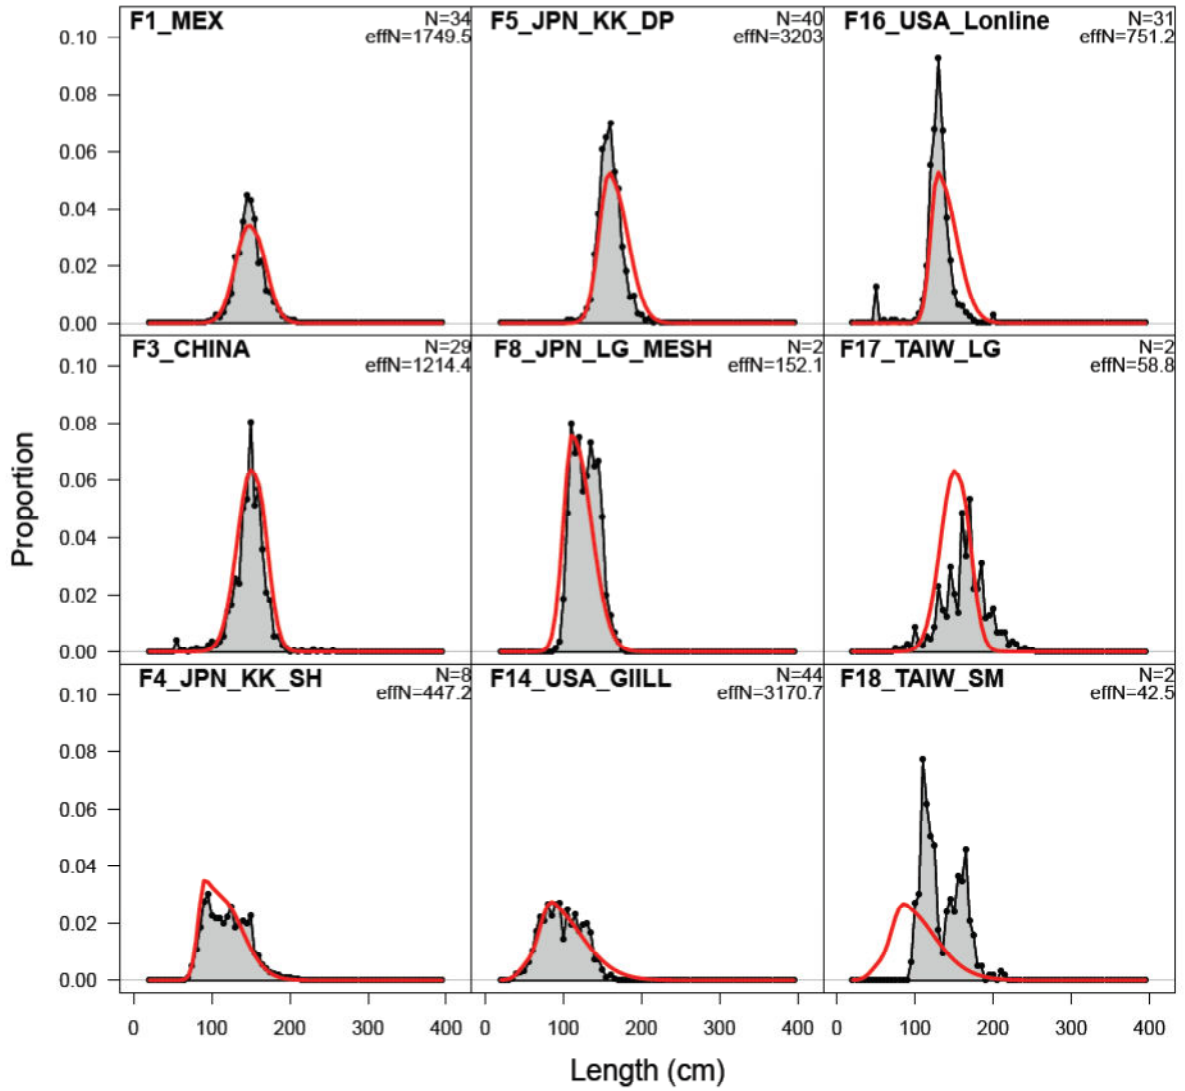 F1_MEX
N=34
effN=1749.5
F5_JPN_KK_DP
N=40
effN=3203
F16_USA_Lonline
N=31
effN=751.2
0.10
0.08
0.06
0.04
0.02
0.00
F3_CHINA
N=29
effN=1214.4
F8_JPN_LG_MESH
N=2
effN=152.1
F17_TAIW_LG
N=2
effN=58.8
0.10
0.08
0.06
0.04
0.02
0.00
Proportion
F4_JPN_KK_SH
N=8
effN=447.2
F14_USA_GIILL
N=44
effN=3170.7
F18_TAIW_SM
N=2
effN=42.5
0.10
0.08
0.06
0.04
0.02
0.00
0 100 200 300 400 0 100 200 300 400 0 100 200 300 400
Length (cm)